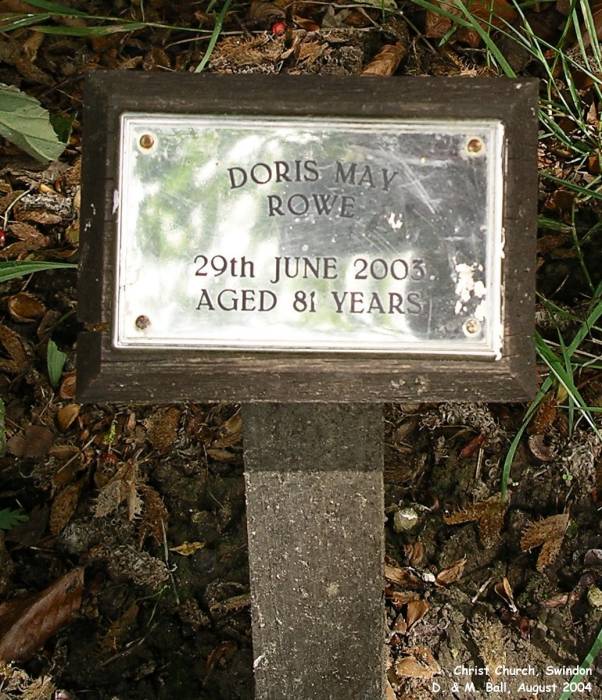 DORIS MAY
ROWE
29th JUNE 2003.
AGED 81 YEARS
Christ Church, Swindon
D. & M. Ball, August 2004